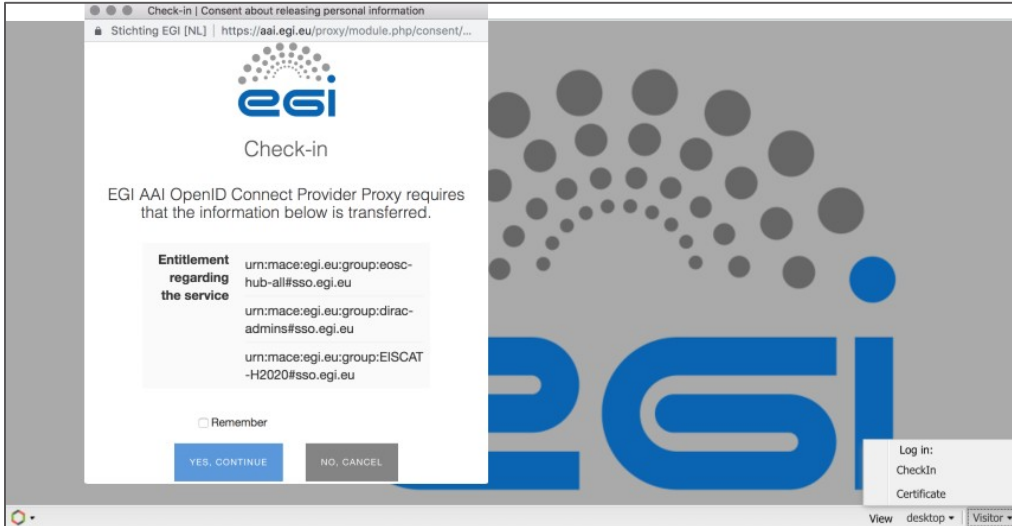 Check-in | Consent about releasing personal information
Stichting EGI [NL] | https://aai.egi.eu/proxy/module.php/consent/...
egi
Check-in
EGI AAI OpenID Connect Provider Proxy requires
that the information below is transferred.
Entitlement
regarding
the service
urn:mace:egi.eu:group:eosc-
hub-all#sso.egi.eu
urn:mace:egi.eu:group:dirac-
admins#sso.egi.eu
urn:mace:egi.eu:group:EISCAT
-H2020#sso.egi.eu
Remember
YES, CONTINUE
NO, CANCEL
egi
Log in:
CheckIn
Certificate
View desktop Visitor